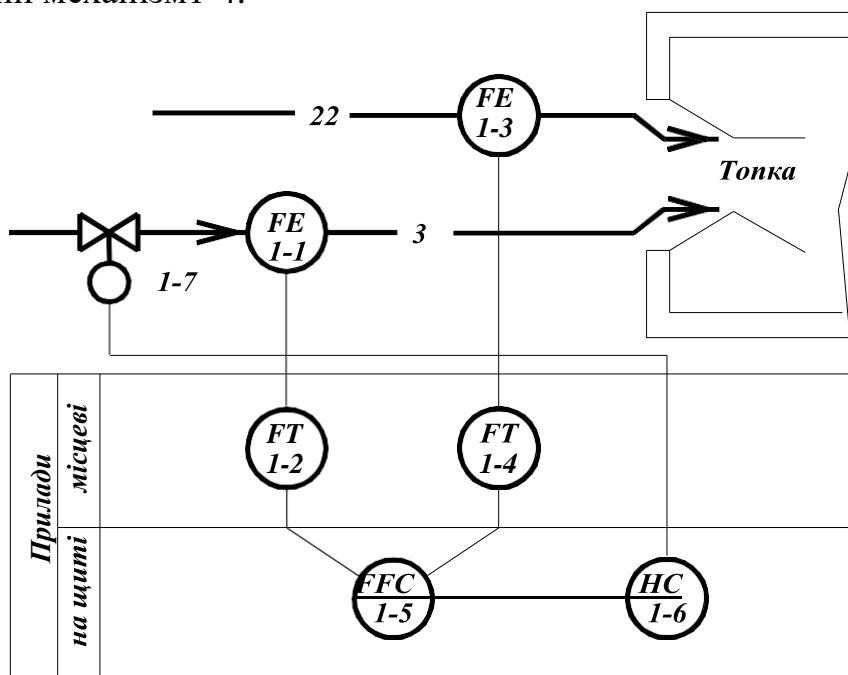 FE
1-3
22
Топка
FE
1-1
3
1-7
Прилади
місцеві
FT
1-2
FT
1-4
на щиті
FFC
1-5
HC
1-6